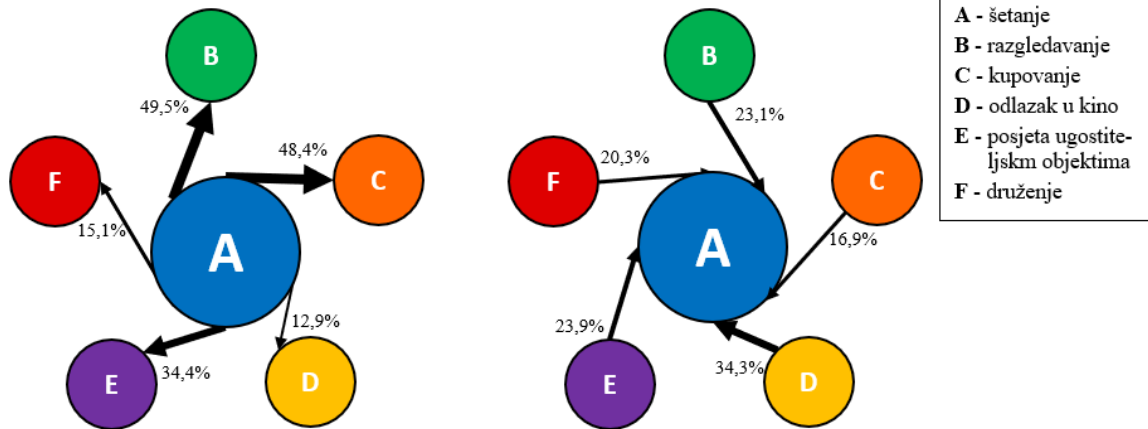 B
49,5%
48,4%
F
C
15,1%
A
12,9%
E
34,4%
D
B
23,1%
F
20,3%
C
A
16,9%
23,9%
34,3%
E
D
A - šetanje
B - razgledavanje
C - kupovanje
D - odlazak u kino
E - posjeta ugostite-
ljskm objektima
F - druženje